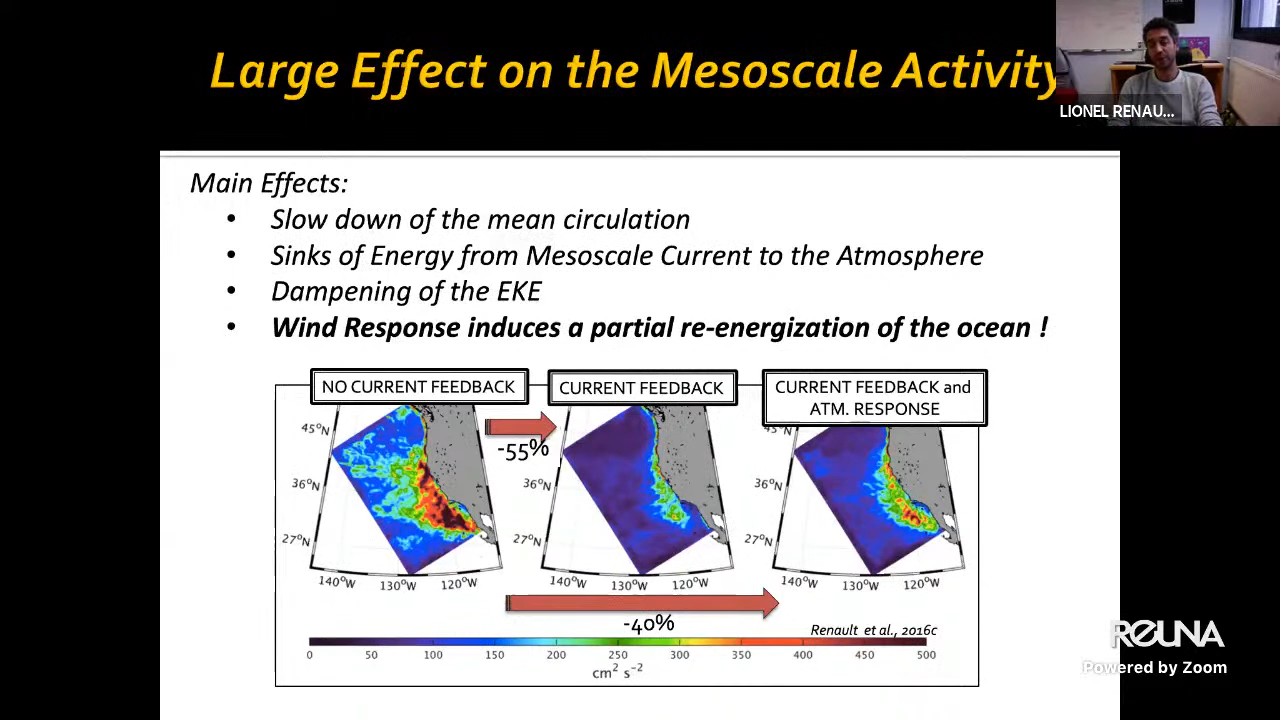 Large Effect on the Mesoscale Activity
LIONEL RENAU...
Main Effects:
• Slow down of the mean circulation
• Sinks of Energy from Mesoscale Current to the Atmosphere
• Dampening of the EKE
• Wind Response induces a partial re-energization of the ocean !
NO CURRENT FEEDBACK
CURRENT FEEDBACK
CURRENT FEEDBACK and
ATM. RESPONSE
-55%
45°N
36°N
27°N
140°W 130°W 120°W
36°N
27°N
140°W 130°W 120°W
45°N
36°N
27°N
140°W 130°W 120°W
-40%
Renault et al., 2016c
0 50 100 150 200 250 300 350 400 450 500
cm² s⁻²
REUNA
Powered by Zoom